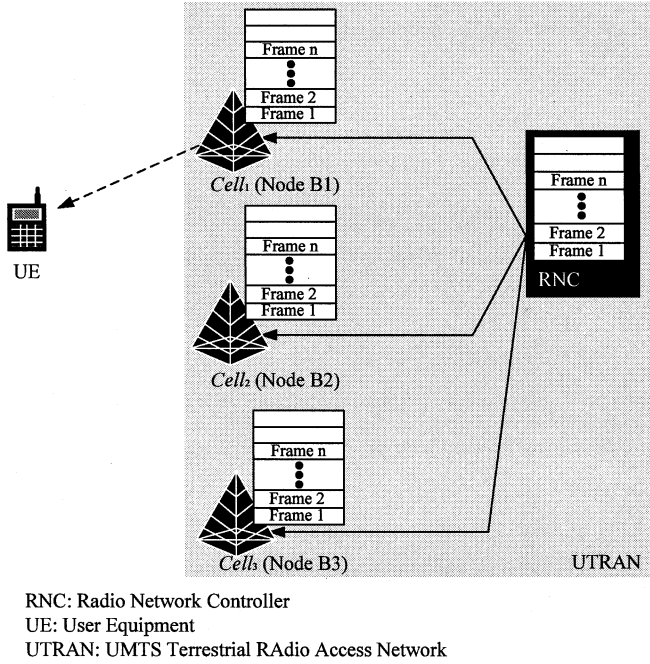 Frame n
Frame 2
Frame 1
Cell₁ (Node B1)
UE
Frame n
Frame 2
Frame 1
Cell₂ (Node B2)
Frame n
Frame 2
Frame 1
RNC
Frame n
Frame 2
Frame 1
Cell₃ (Node B3)
UTRAN
RNC: Radio Network Controller
UE: User Equipment
UTRAN: UMTS Terrestrial RAdio Access Network